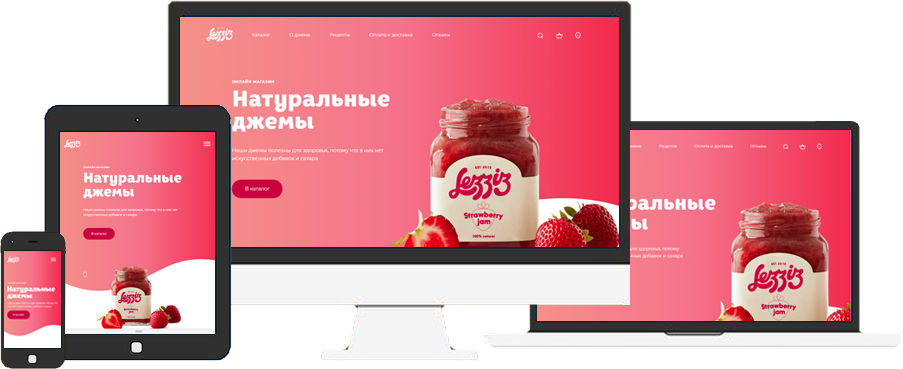 Lezziz
Каталог
О джеме
Рецепты
Оплата и доставка
Отзывы
ОНЛАЙН МАГАЗИН
Натуральные
джемы
Наши джемы полезны для здоровья, потому что в них нет
искусственных добавок и сахара
В каталог
EST 2015
Lezziz
Strawberry
jam
100% natural
Lezziz
ОНЛАЙН МАГАЗИН
Натуральные
джемы
Наши джемы полезны для здоровья, потому что в них нет
искусственных добавок и сахара
В каталог
Lezziz
Рецепты
Оплата и доставка
Отзывы
уральные
мы
для здоровья, потому
добавок и сахара
Lezziz
Strawberry
jam
Натуральные
джемы
В каталог